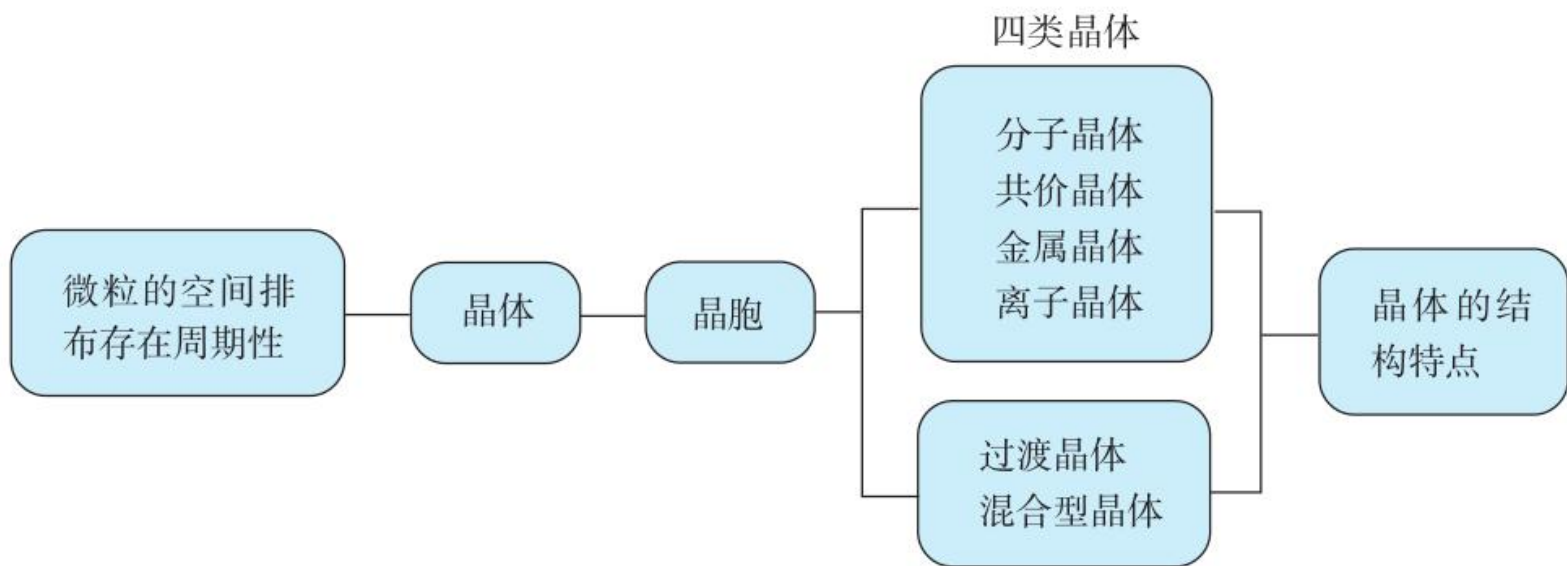 微粒的空间排
布存在周期性
晶体
晶胞
四类晶体
分子晶体
共价晶体
金属晶体
离子晶体
过渡晶体
混合型晶体
晶体的结
构特点